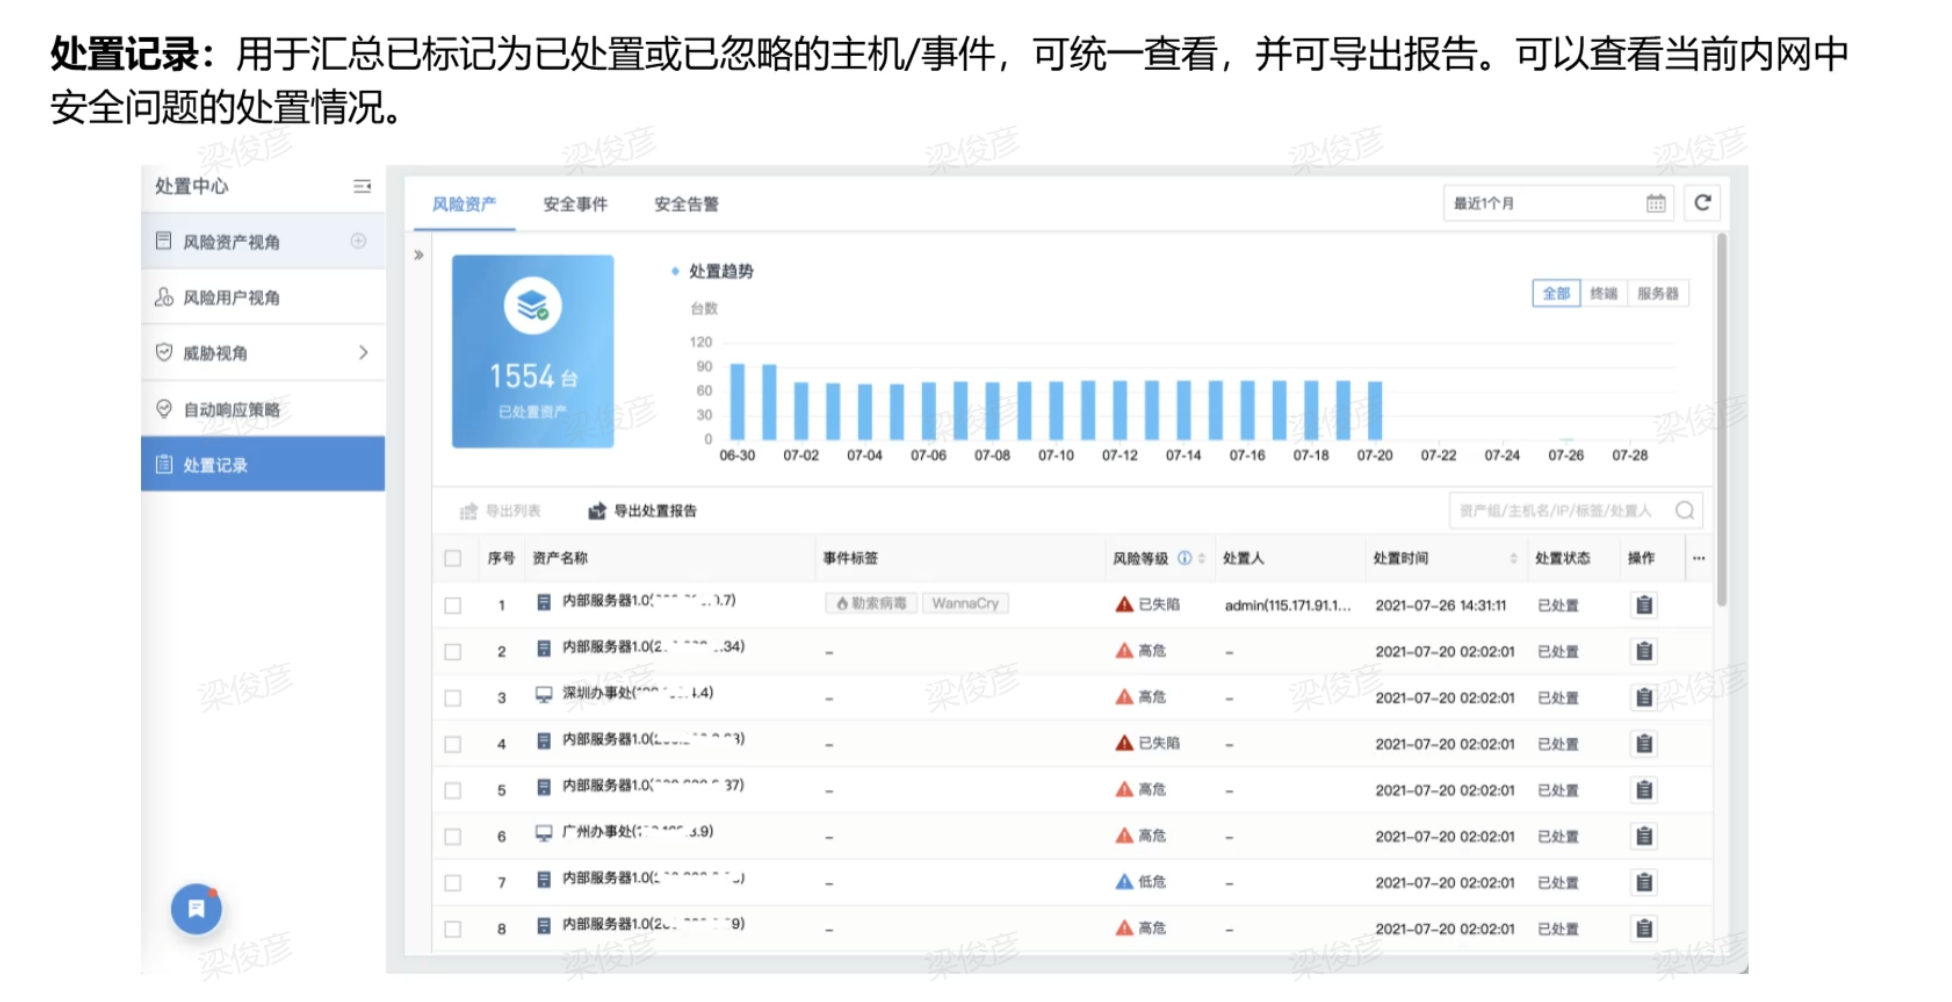 处置记录：用于汇总已标记为已处置或已忽略的主机/事件，可统一查看，并可导出报告。可以查看当前内网中
安全问题的处置情况。
处置中心
风险资产视角
风险用户视角
威胁视角
自动响应策略
处置记录
风险资产 安全事件 安全告警
最近1个月
1554 台
已处置资产
处置趋势
台数
全部 终端 服务器
120
90
60
30
0
06-30 07-02 07-04 07-06 07-08 07-10 07-12 07-14 07-16 07-18 07-20 07-22 07-24 07-26 07-28
导出列表 导出处置报告
资产组/主机名/IP/标签/处置人
序号 资产名称 事件标签 风险等级 处置人 处置时间 处置状态 操作 ...
1 内部服务器1.0( .7) 勒索病毒 WannaCry 已失陷 admin(115.171.91.1... 2021-07-26 14:31:11 已处置
2 内部服务器1.0(2 .34) - 高危 - 2021-07-20 02:02:01 已处置
3 深圳办事处( .4) - 高危 - 2021-07-20 02:02:01 已处置
4 内部服务器1.0( 3) - 已失陷 - 2021-07-20 02:02:01 已处置
5 内部服务器1.0( 37) - 高危 - 2021-07-20 02:02:01 已处置
6 广州办事处( .9) - 高危 - 2021-07-20 02:02:01 已处置
7 内部服务器1.0( ) - 低危 - 2021-07-20 02:02:01 已处置
8 内部服务器1.0(2 9) - 高危 - 2021-07-20 02:02:01 已处置
梁俊彦